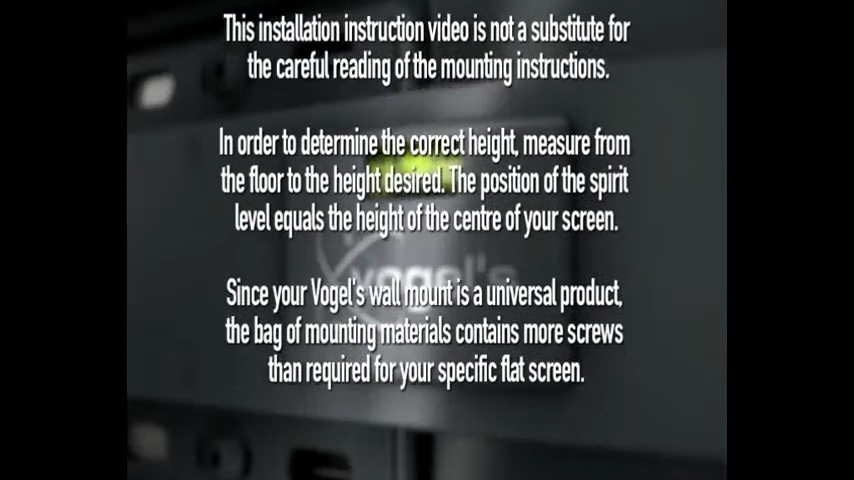 This installation instruction video is not a substitute for
the careful reading of the mounting instructions.
In order to determine the correct height, measure from
the floor to the height desired. The position of the spirit
level equals the height of the centre of your screen.
vogel's
Since your Vogel's wall mount is a universal product,
the bag of mounting materials contains more screws
than required for your specific flat screen.